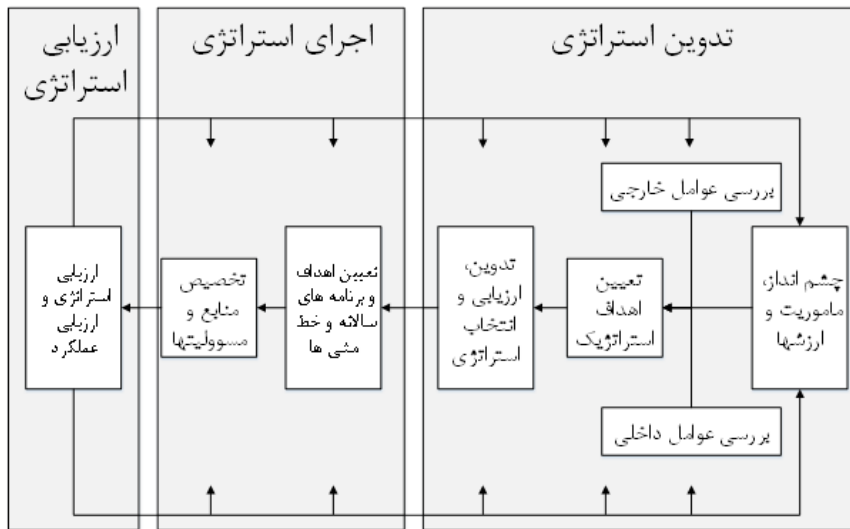 تدوین استراتژی
اجرای استراتژی
ارزیابی
استراتژی
بررسی عوامل خارجی
چشم انداز،
ماموریت و
ارزشها
تعیین
اهداف
استراتژیک
تدوین،
ارزیابی و
انتخاب
استراتژی
تعیین اهداف
و برنامه های
سالانه و خط
مشی ها
تخصیص
منابع و
مسوولیتها
ارزیابی
استراتژی و
ارزیابی
عملکرد
بررسی عوامل داخلی